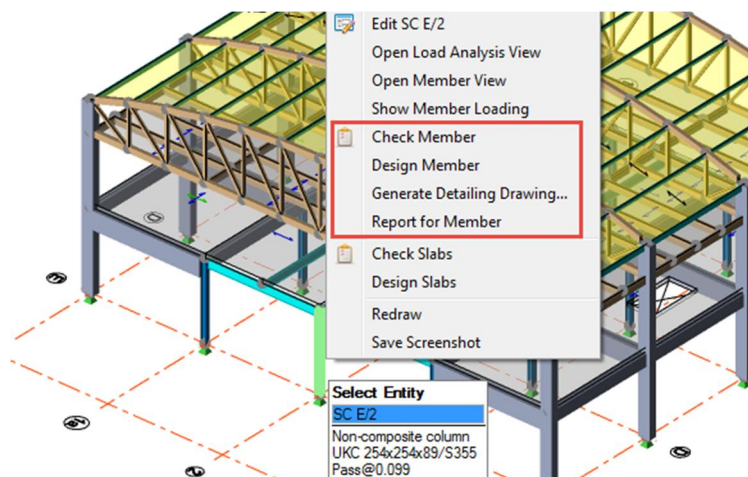 Edit SC E/2
Open Load Analysis View
Open Member View
Show Member Loading
Check Member
Design Member
Generate Detailing Drawing...
Report for Member
Check Slabs
Design Slabs
Redraw
Save Screenshot
Select Entity
SC E/2
Non-composite column
UKC 254x254x89/S355
Pass@0.099